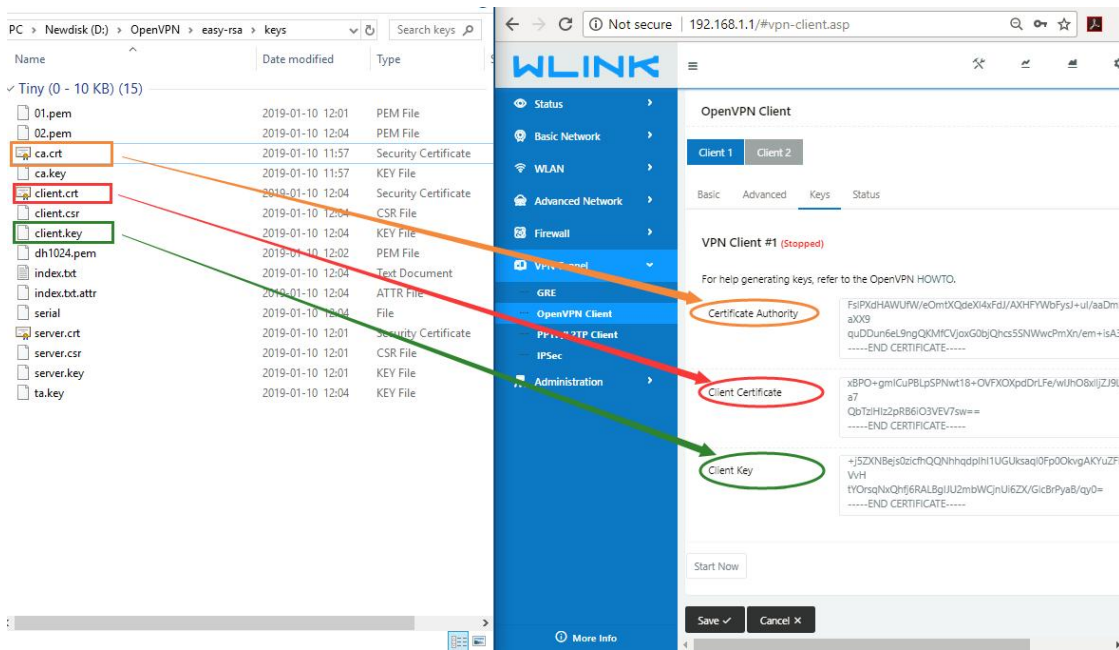 PC > Newdisk (D:) > OpenVPN > easy-rsa > keys
Search keys
Name Date modified Type
Tiny (0 - 10 KB) (15)
01.pem 2019-01-10 12:01 PEM File
02.pem 2019-01-10 12:04 PEM File
ca.crt 2019-01-10 11:57 Security Certificate
ca.key 2019-01-10 11:57 KEY File
client.crt 2019-01-10 12:04 Security Certificate
client.csr 2019-01-10 12:04 CSR File
client.key 2019-01-10 12:04 KEY File
dh1024.pem 2019-01-10 12:02 PEM File
index.txt 2019-01-10 12:04 Text Document
index.txt.attr 2019-01-10 12:04 ATTR File
serial 2019-01-10 12:04 File
server.crt 2019-01-10 12:01 Security Certificate
server.csr 2019-01-10 12:01 CSR File
server.key 2019-01-10 12:01 KEY File
ta.key 2019-01-10 12:04 KEY File
Not secure | 192.168.1.1/#vpn-client.asp
WLINK
Status
Basic Network
WLAN
Advanced Network
Firewall
VPN Tunnel
GRE
OpenVPN Client
PPTP/L2TP Client
IPSec
Administration
More Info
OpenVPN Client
Client 1 Client 2
Basic Advanced Keys Status
VPN Client #1 (Stopped)
For help generating keys, refer to the OpenVPN HOWTO.
Certificate Authority
aXX9
-----END CERTIFICATE-----
Client Certificate
a7
QbTzIHIz2pRB6iO3VEV7sw==
-----END CERTIFICATE-----
Client Key
VvH
-----END CERTIFICATE-----
Start Now
Save Cancel